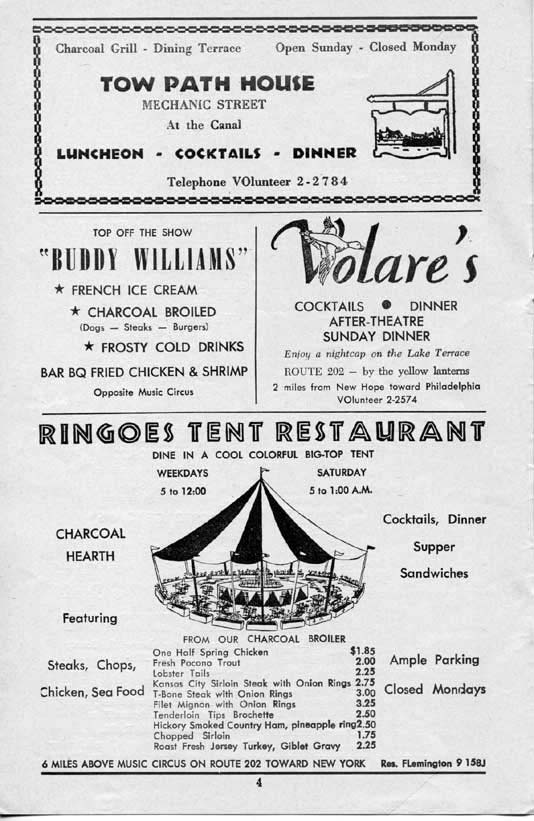 Charcoal Grill - Dining Terrace Open Sunday - Closed Monday
TOW PATH HOUSE
MECHANIC STREET
At the Canal
LUNCHEON - COCKTAILS - DINNER
Telephone VOlunteer 2-2784
TOP OFF THE SHOW
"BUDDY WILLIAMS"
★ FRENCH ICE CREAM
★ CHARCOAL BROILED
(Dogs — Steaks — Burgers)
★ FROSTY COLD DRINKS
BAR BQ FRIED CHICKEN & SHRIMP
Opposite Music Circus
Volare's
COCKTAILS ● DINNER
AFTER-THEATRE
SUNDAY DINNER
Enjoy a nightcap on the Lake Terrace
ROUTE 202 — by the yellow lanterns
2 miles from New Hope toward Philadelphia
VOlunteer 2-2574
RINGOES TENT RESTAURANT
DINE IN A COOL COLORFUL BIG-TOP TENT
WEEKDAYS SATURDAY
5 to 12:00 5 to 1:00 A.M.
CHARCOAL
HEARTH
Featuring
Steaks, Chops,
Chicken, Sea Food
Cocktails, Dinner
Supper
Sandwiches
Ample Parking
Closed Mondays
FROM OUR CHARCOAL BROILER
One Half Spring Chicken $1.85
Fresh Pocono Trout 2.00
Lobster Tails 2.25
Kansas City Sirloin Steak with Onion Rings 2.75
T-Bone Steak with Onion Rings 3.00
Filet Mignon with Onion Rings 3.25
Tenderloin Tips Brochette 2.50
Hickory Smoked Country Ham, pineapple ring 2.50
Chopped Sirloin 1.75
Roast Fresh Jersey Turkey, Giblet Gravy 2.25
6 MILES ABOVE MUSIC CIRCUS ON ROUTE 202 TOWARD NEW YORK Res. FLemington 9 158J
4